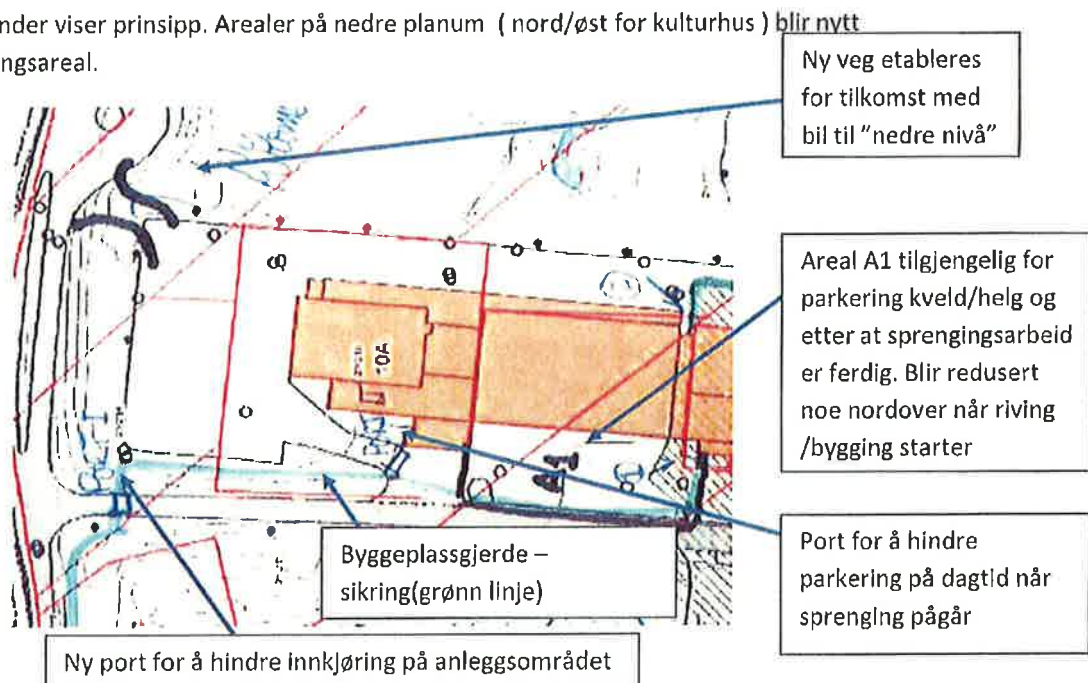 nder viser prinsipp. Arealer på nedre planum ( nord/øst for kulturhus ) blir nytt
ngsareal.
Ny veg etableres
for tilkomst med
bil til "nedre nivå"
Areal A1 tilgjengelig for
parkering kveld/helg og
etter at sprengingsarbeid
er ferdig. Blir redusert
noe nordover når riving
/bygging starter
10A
A1
Byggeplassgjerde –
sikring(grønn linje)
Port for å hindre
parkering på dagtid når
sprenging pågår
Ny port for å hindre innkjøring på anleggsområdet